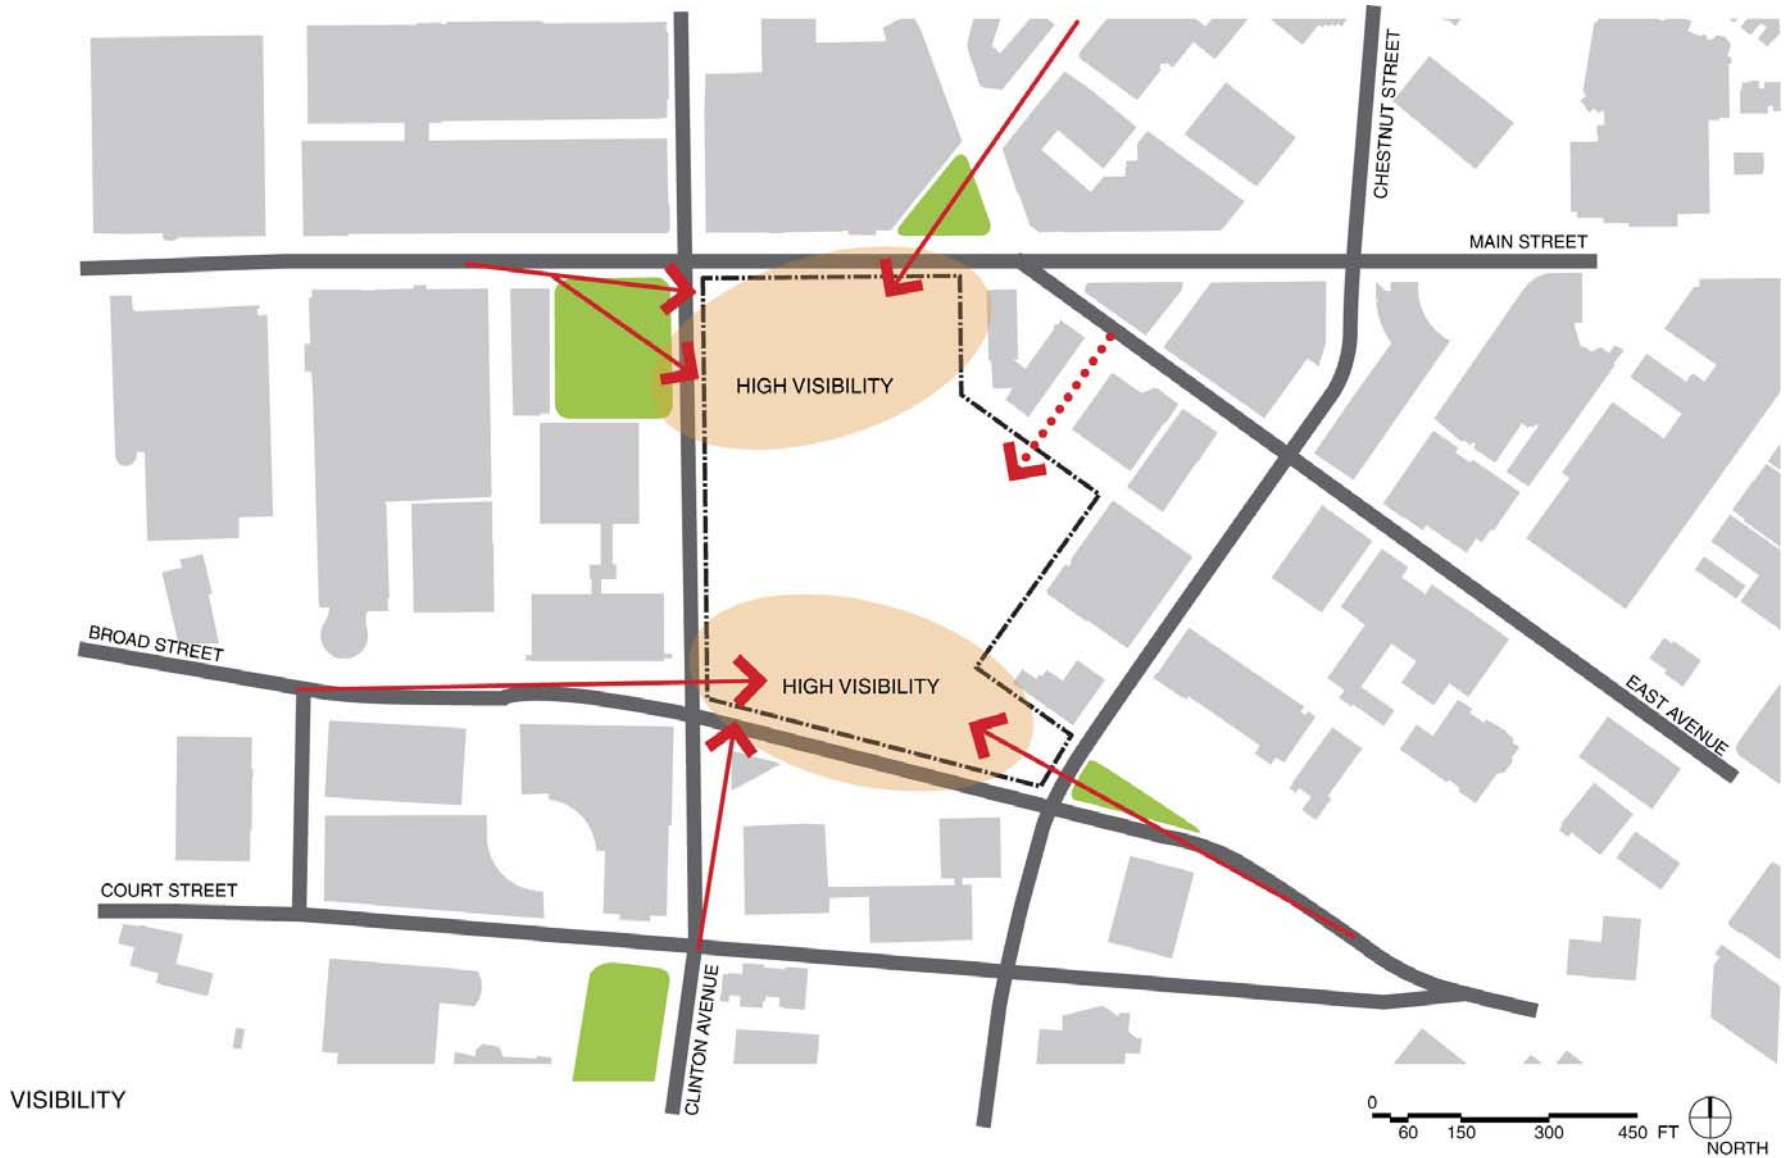 CHESTNUT STREET
MAIN STREET
HIGH VISIBILITY
BROAD STREET
HIGH VISIBILITY
EAST AVENUE
COURT STREET
CLINTON AVENUE
VISIBILITY
0
60 150 300 450 FT
NORTH